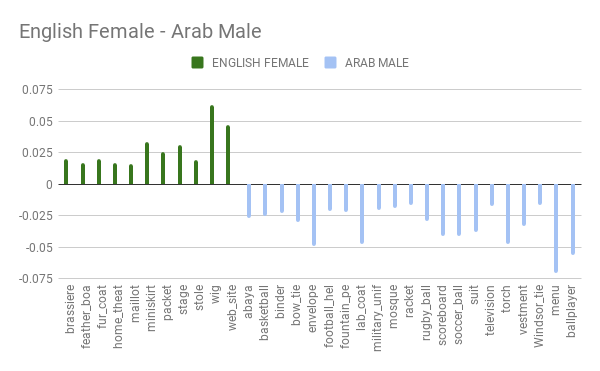 English Female - Arab Male
ENGLISH FEMALE
ARAB MALE
0.075
0.05
0.025
0
-0.025
-0.05
-0.075
brassiere
feather_boa
fur_coat
home_theat
maillot
miniskirt
packet
stage
stole
wig
web_site
abaya
basketball
binder
bow_tie
envelope
football_hel
fountain_pe
lab_coat
military_unif
mosque
racket
rugby_ball
scoreboard
soccer_ball
suit
television
torch
vestment
Windsor_tie
menu
ballplayer